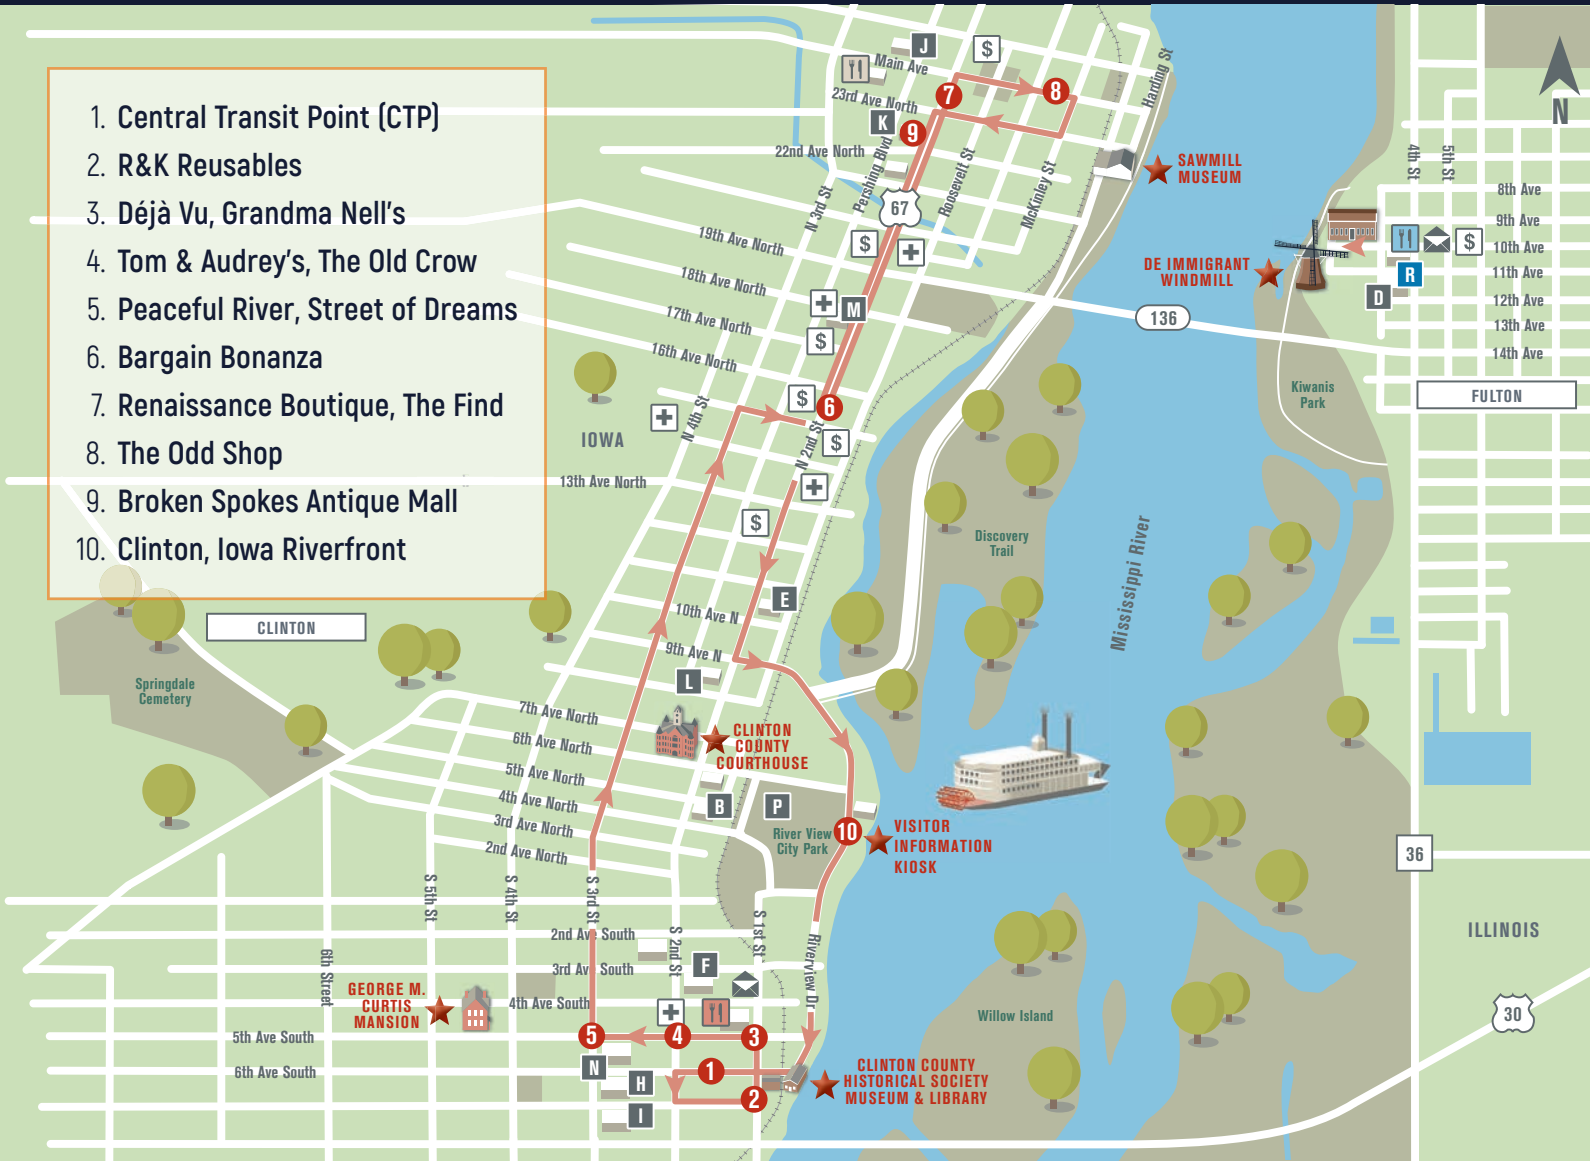 1. Central Transit Point (CTP)
2. R&K Reusables
3. Déjà Vu, Grandma Nell's
4. Tom & Audrey's, The Old Crow
5. Peaceful River, Street of Dreams
6. Bargain Bonanza
7. Renaissance Boutique, The Find
8. The Odd Shop
9. Broken Spokes Antique Mall
10. Clinton, Iowa Riverfront
J
$
Main Ave
7
8
23rd Ave North
K
9
22nd Ave North
Harding St
N
SAWMILL
MUSEUM
Pershing Blvd
Roosevelt St
McKinley St
N 3rd St
67
4th St
5th St
8th Ave
9th Ave
10th Ave
11th Ave
12th Ave
13th Ave
14th Ave
$
R
D
DE IMMIGRANT
WINDMILL
19th Ave North
$
18th Ave North
M
17th Ave North
$
136
16th Ave North
Kiwanis
Park
FULTON
$
6
N 4th St
IOWA
N 2nd St
$
13th Ave North
$
Discovery
Trail
Mississippi River
E
10th Ave N
CLINTON
9th Ave N
L
Springdale
Cemetery
7th Ave North
6th Ave North
5th Ave North
4th Ave North
3rd Ave North
2nd Ave North
CLINTON
COUNTY
COURTHOUSE
B
P
River View
City Park
10
VISITOR
INFORMATION
KIOSK
36
S 5th St
S 4th St
S 3rd St
S 2nd St
S 1st St
Riverview Dr
6th Street
2nd Ave South
3rd Ave South
F
ILLINOIS
GEORGE M.
CURTIS
MANSION
4th Ave South
Willow Island
30
5th Ave South
5
4
3
6th Ave South
N
H
1
2
I
CLINTON COUNTY
HISTORICAL SOCIETY
MUSEUM & LIBRARY